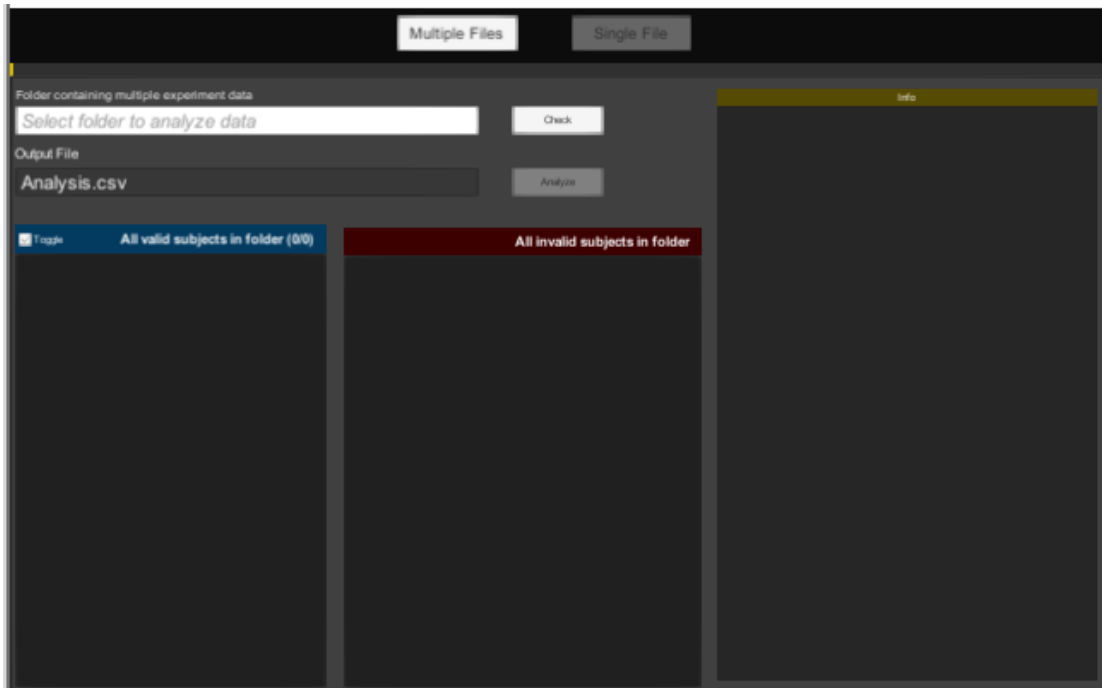 Multiple Files
Single File
Folder containing multiple experiment data
Select folder to analyze data
Check
Output File
Analysis.csv
Analyze
Toggle
All valid subjects in folder (0/0)
All invalid subjects in folder
Info